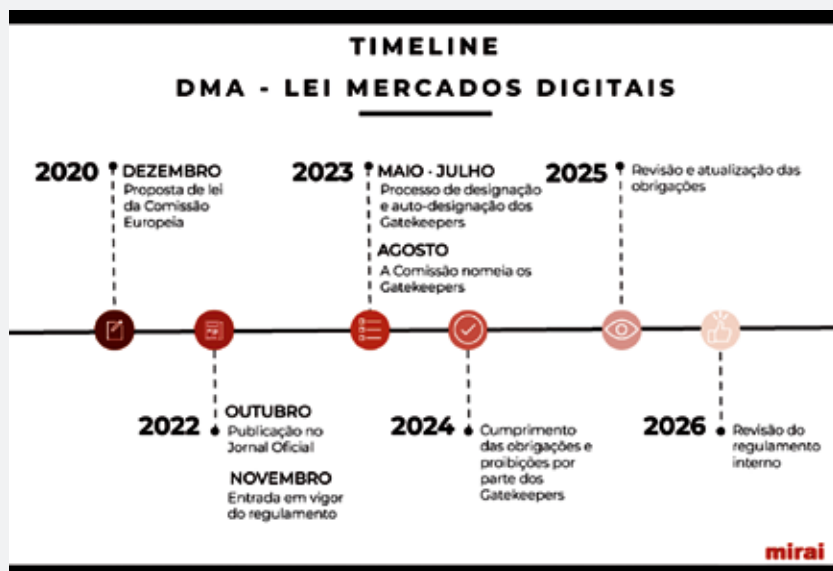 TIMELINE
DMA - LEI MERCADOS DIGITAIS
2020
DEZEMBRO
Proposta de lei
da Comissão
Europeia
2022
OUTUBRO
Publicação no
Jornal Oficial
NOVEMBRO
Entrada em vigor
do regulamento
2023
MAIO - JULHO
Processo de designação
e auto-designação dos
Gatekeepers
AGOSTO
A Comissão nomeia os
Gatekeepers
2024
Cumprimento
das obrigações e
proibições por
parte dos
Gatekeepers
2025
Revisão e atualização das
obrigações
2026
Revisão do
regulamento
interno
mirai